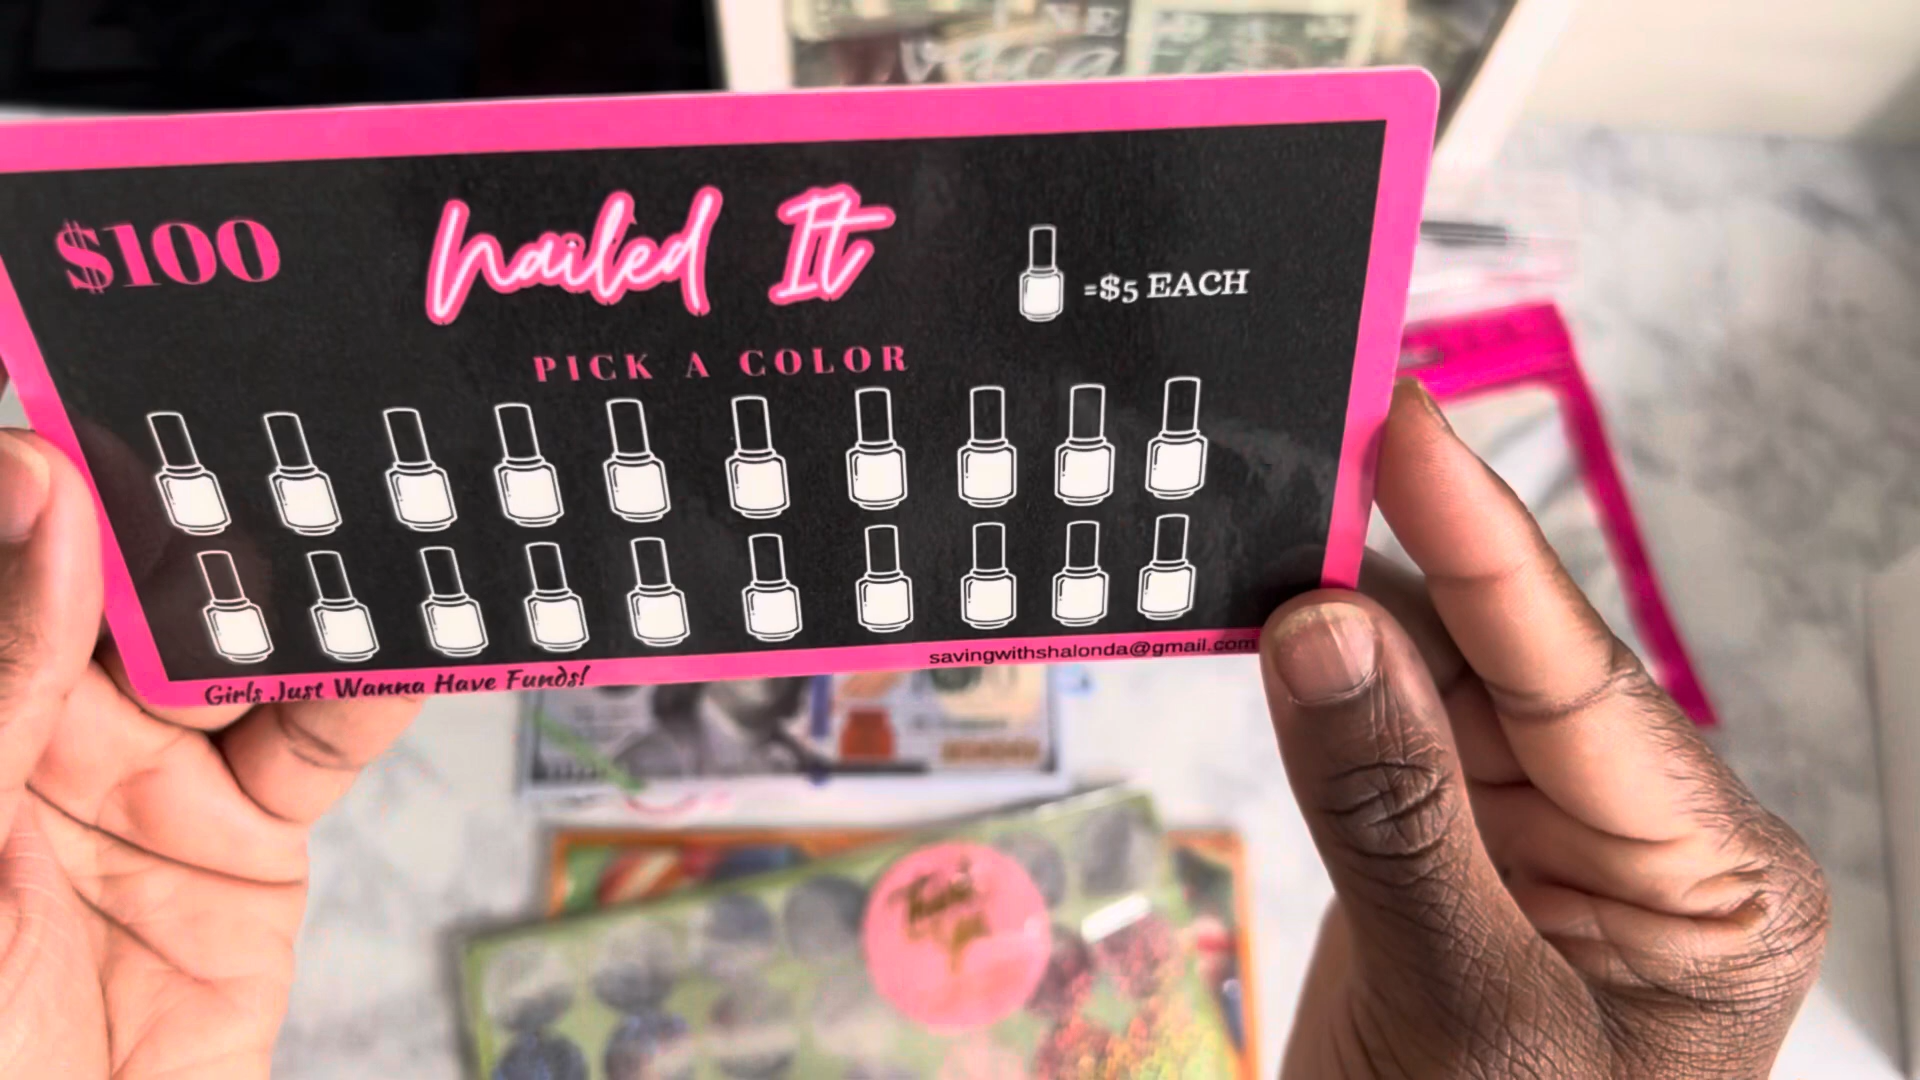 $100
Nailed It
=$5 EACH
PICK A COLOR
Girls Just Wanna Have Funds!
savingwithshalonda@gmail.com